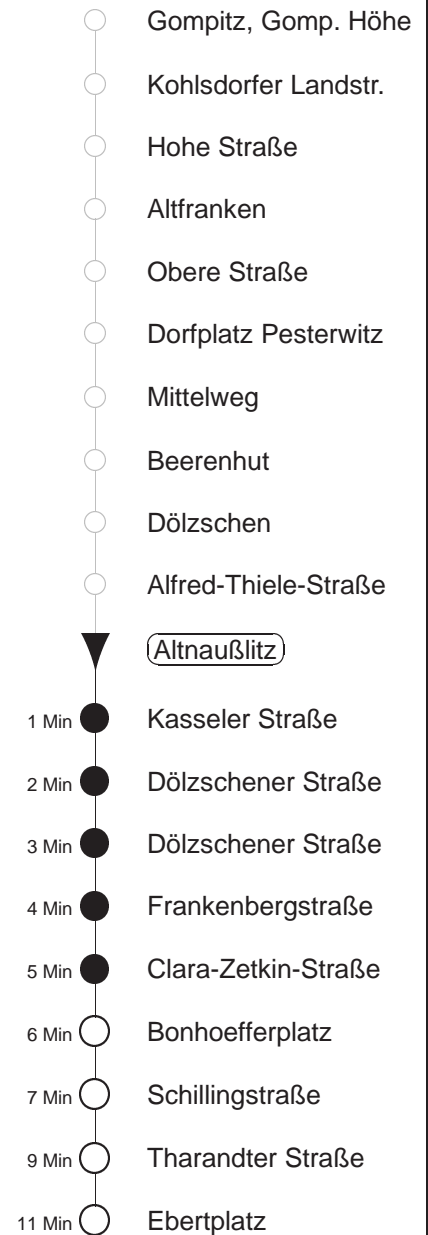 Gompitz, Gomp. Höhe
Kohlsdorfer Landstr.
Hohe Straße
Altfranken
Obere Straße
Dorfplatz Pesterwitz
Mittelweg
Beerenhut
Dölzschen
Alfred-Thiele-Straße
Altnaußlitz
1 Min Kasseler Straße
2 Min Dölzschener Straße
3 Min Dölzschener Straße
4 Min Frankenbergstraße
5 Min Clara-Zetkin-Straße
6 Min Bonhoefferplatz
7 Min Schillingstraße
9 Min Tharandter Straße
11 Min Ebertplatz